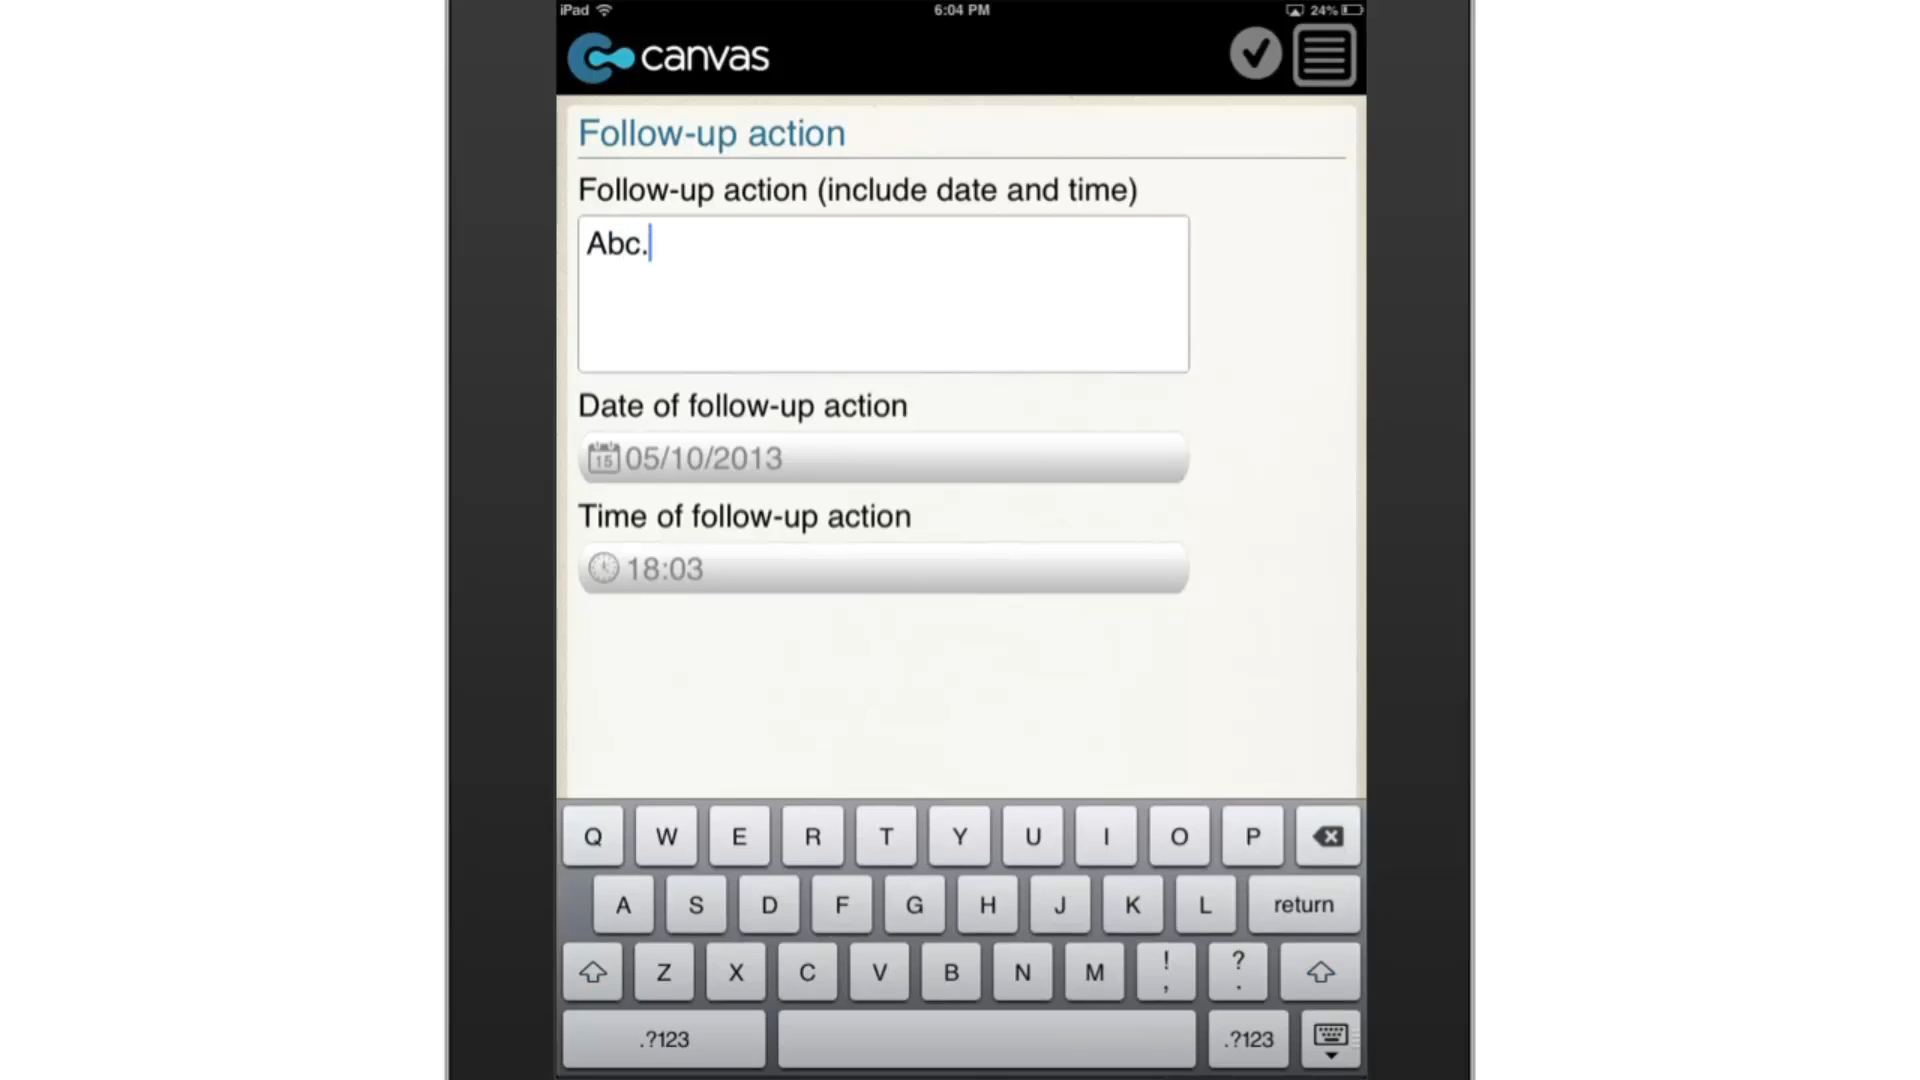 iPad 6:04 PM 24%
canvas
Follow-up action
Follow-up action (include date and time)
Abc.
Date of follow-up action
15 05/10/2013
Time of follow-up action
18:03
Q W E R T Y U I O P
A S D F G H J K L return
Z X C V B N M ! , ? .
.?123 .?123